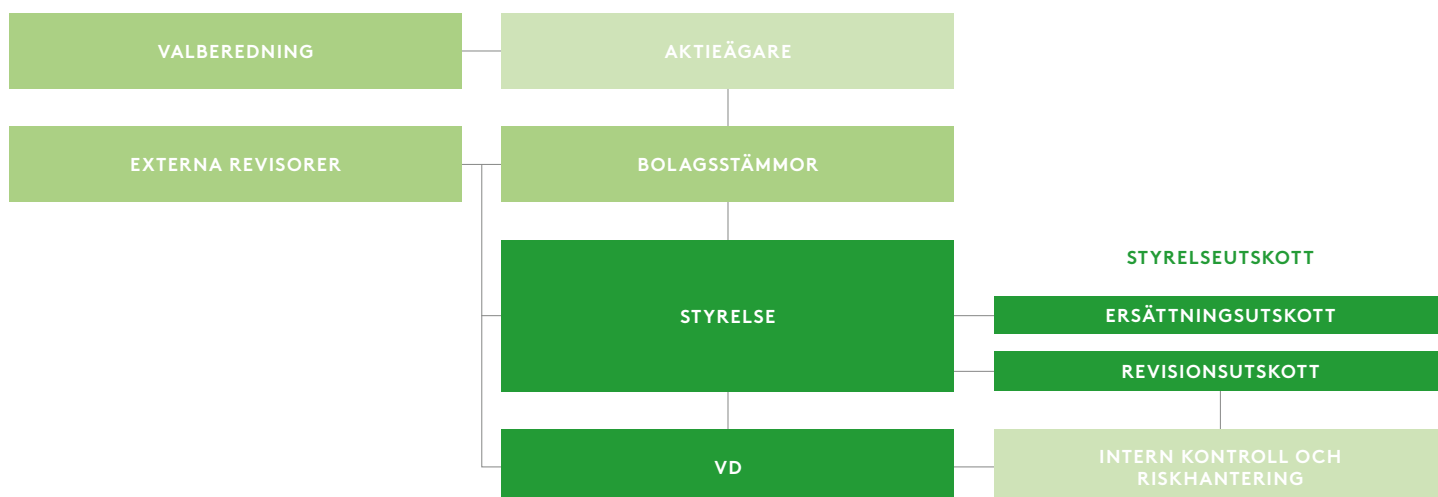 VALBEREDNING
AKTIEÄGARE
EXTERNA REVISORER
BOLAGSSTÄMMOR
STYRELSE
STYRELSEUTSKOTT
ERSÄTTNINGSUTSKOTT
REVISIONSUTSKOTT
VD
INTERN KONTROLL OCH
RISKHANTERING